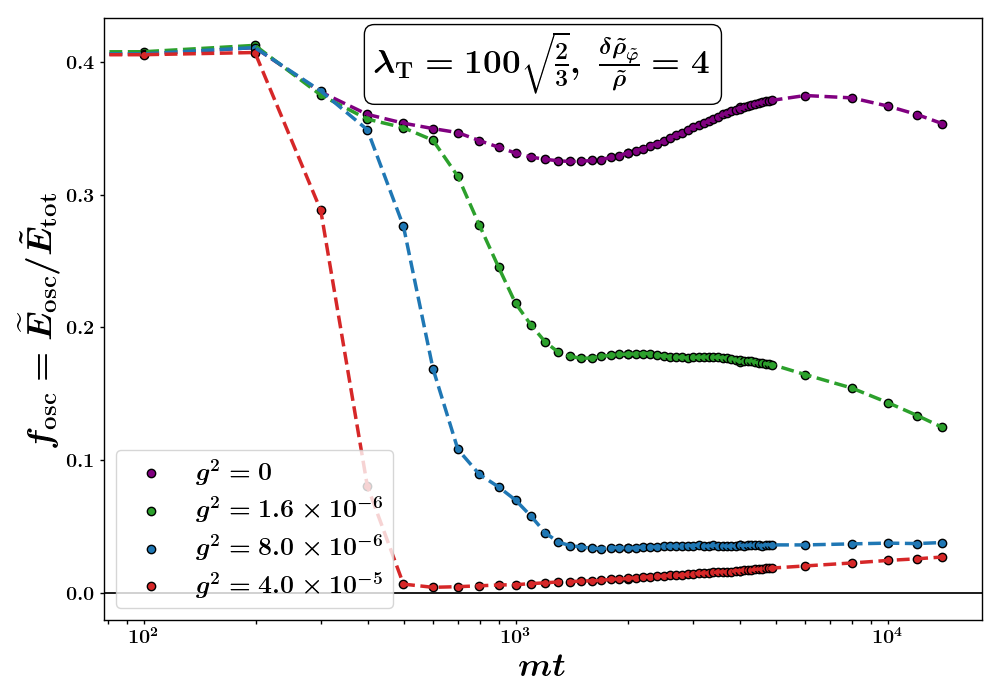 λ_T = 100√(2/3), δρ̃_φ̃/ρ̃ = 4
f_osc = Ẽ_osc/Ẽ_tot
0.4
0.3
0.2
0.1
0.0
g² = 0
g² = 1.6 × 10⁻⁶
g² = 8.0 × 10⁻⁶
g² = 4.0 × 10⁻⁵
10² 10³ 10⁴
mt